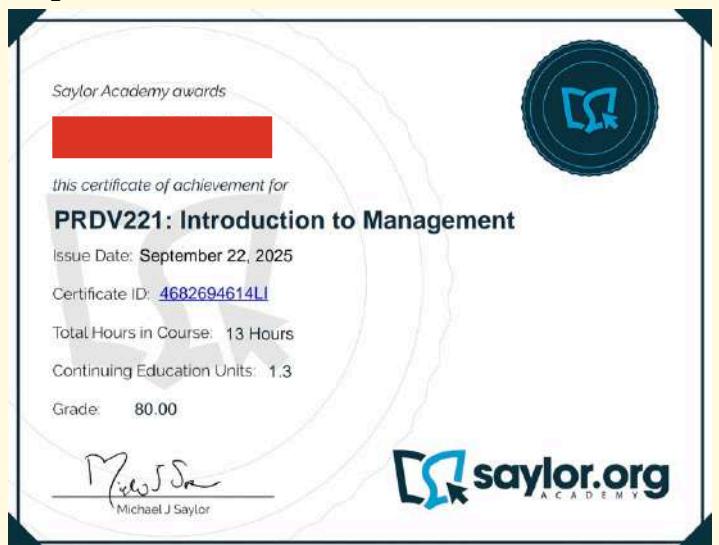 Saylor Academy awards
this certificate of achievement for
PRDV221: Introduction to Management
Issue Date: September 22, 2025
Certificate ID: 4682694614LI
Total Hours in Course: 13 Hours
Continuing Education Units: 1.3
Grade: 80.00
Michael J Saylor
saylor.org
ACADEMY